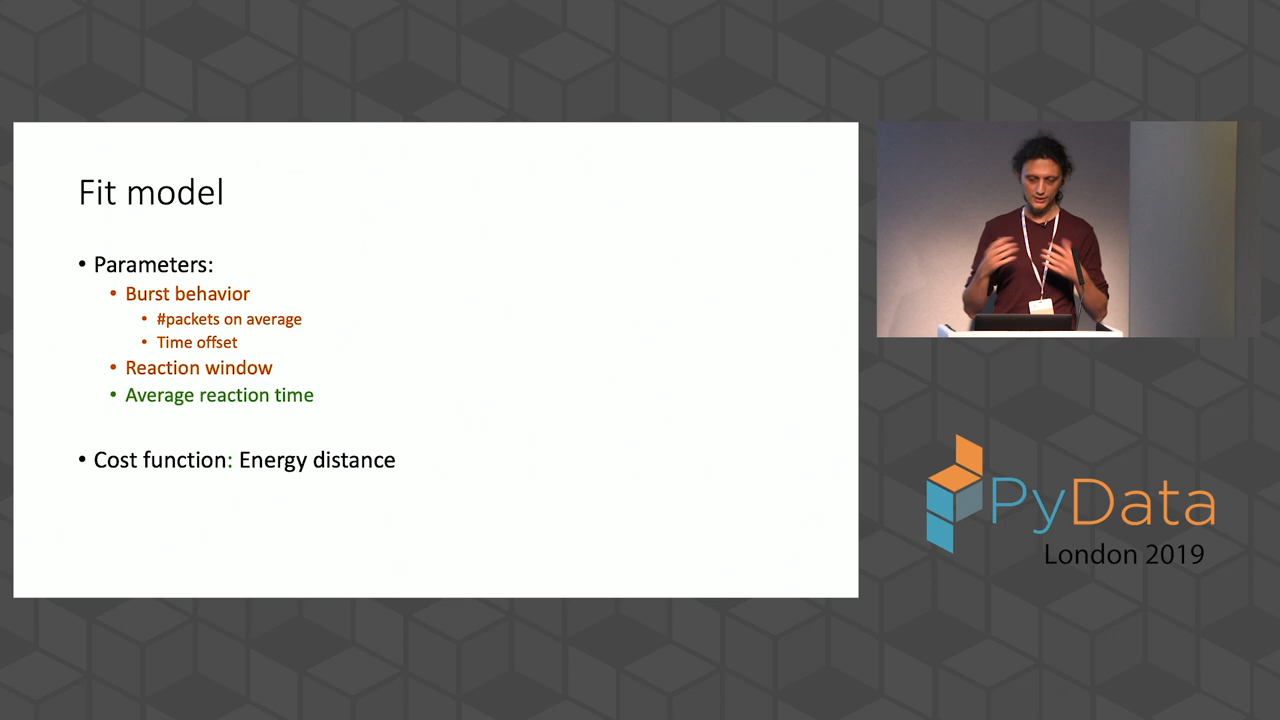 Fit model
• Parameters:
• Burst behavior
• #packets on average
• Time offset
• Reaction window
• Average reaction time
• Cost function: Energy distance
PyData
London 2019